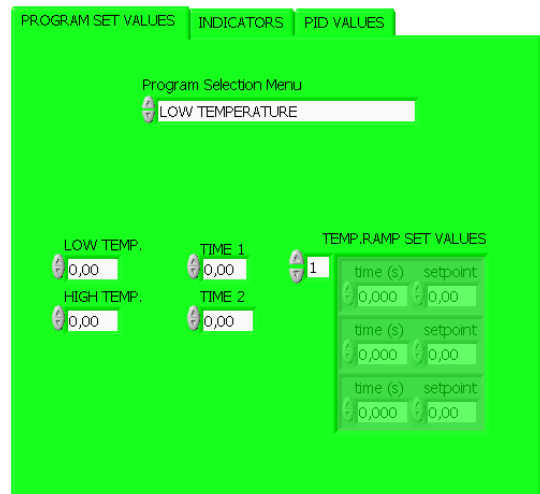 PROGRAM SET VALUES INDICATORS PID VALUES
Program Selection Menu
LOW TEMPERATURE
LOW TEMP. TIME 1 TEMP.RAMP SET VALUES
0,00 0,00 1 time (s) setpoint
HIGH TEMP. TIME 2 0,000 0,00
0,00 0,00 time (s) setpoint
0,000 0,00
time (s) setpoint
0,000 0,00